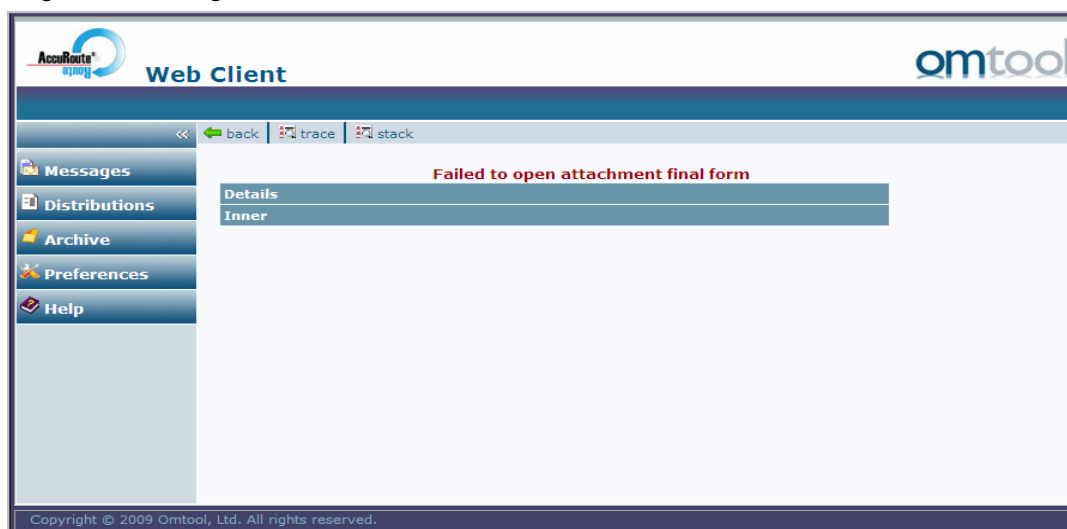 AccuRoute®
Route
Web Client
omtool
back trace stack
Messages
Distributions
Archive
Preferences
Help
Failed to open attachment final form
Details
Inner
Copyright © 2009 Omtool, Ltd. All rights reserved.